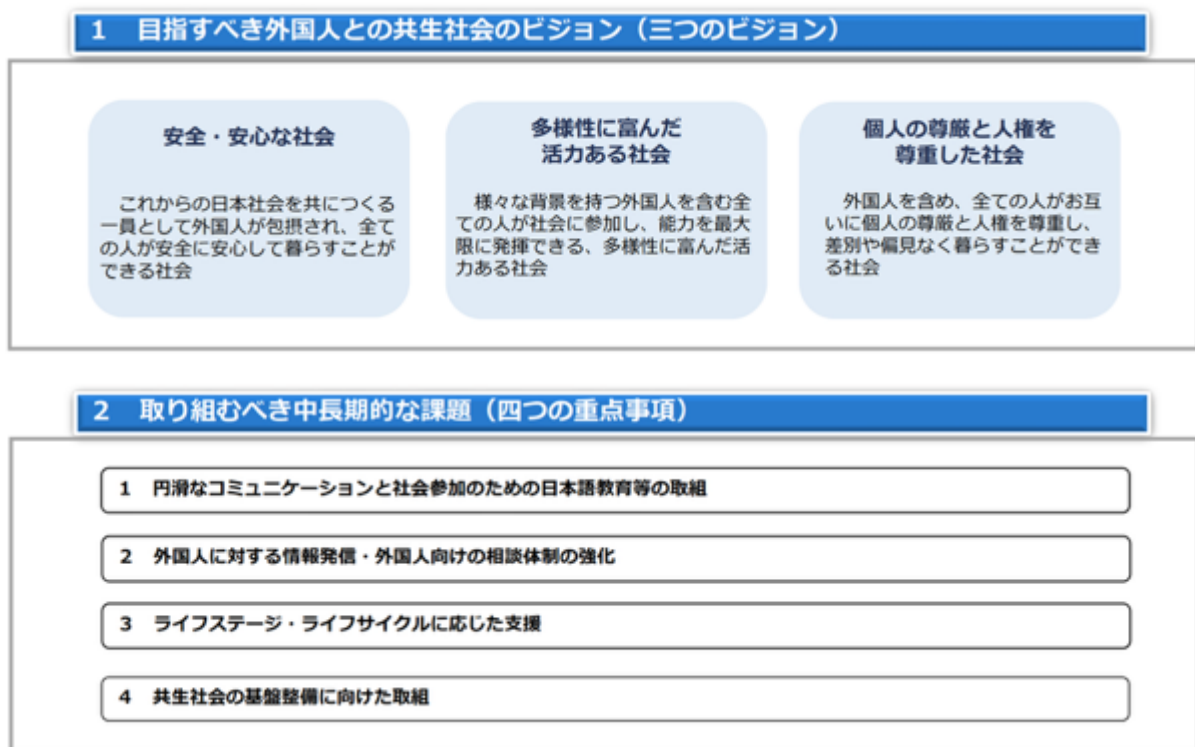 1 目指すべき外国人との共生社会のビジョン（三つのビジョン）
安全・安心な社会
これからの日本社会を共につくる
一員として外国人が包摂され、全て
の人が安全に安心して暮らすことが
できる社会
多様性に富んだ
活力ある社会
様々な背景を持つ外国人を含む全
ての人が社会に参加し、能力を最大
限に発揮できる、多様性に富んだ活
力ある社会
個人の尊厳と人権を
尊重した社会
外国人を含め、全ての人がお互
いに個人の尊厳と人権を尊重し、
差別や偏見なく暮らすことができ
る社会
2 取り組むべき中長期的な課題（四つの重点事項）
1 円滑なコミュニケーションと社会参加のための日本語教育等の取組
2 外国人に対する情報発信・外国人向けの相談体制の強化
3 ライフステージ・ライフサイクルに応じた支援
4 共生社会の基盤整備に向けた取組